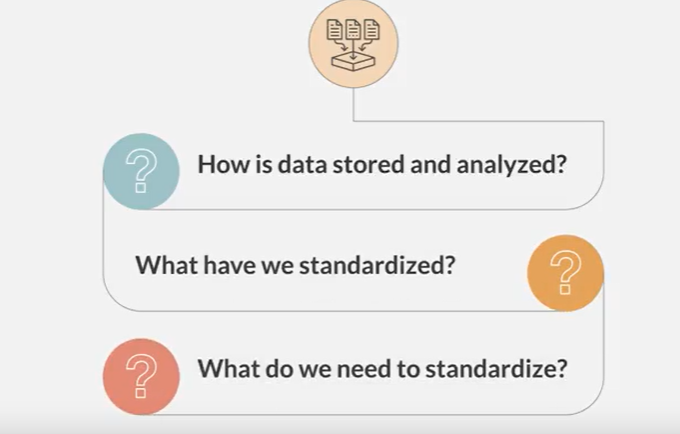 How is data stored and analyzed?
What have we standardized?
What do we need to standardize?